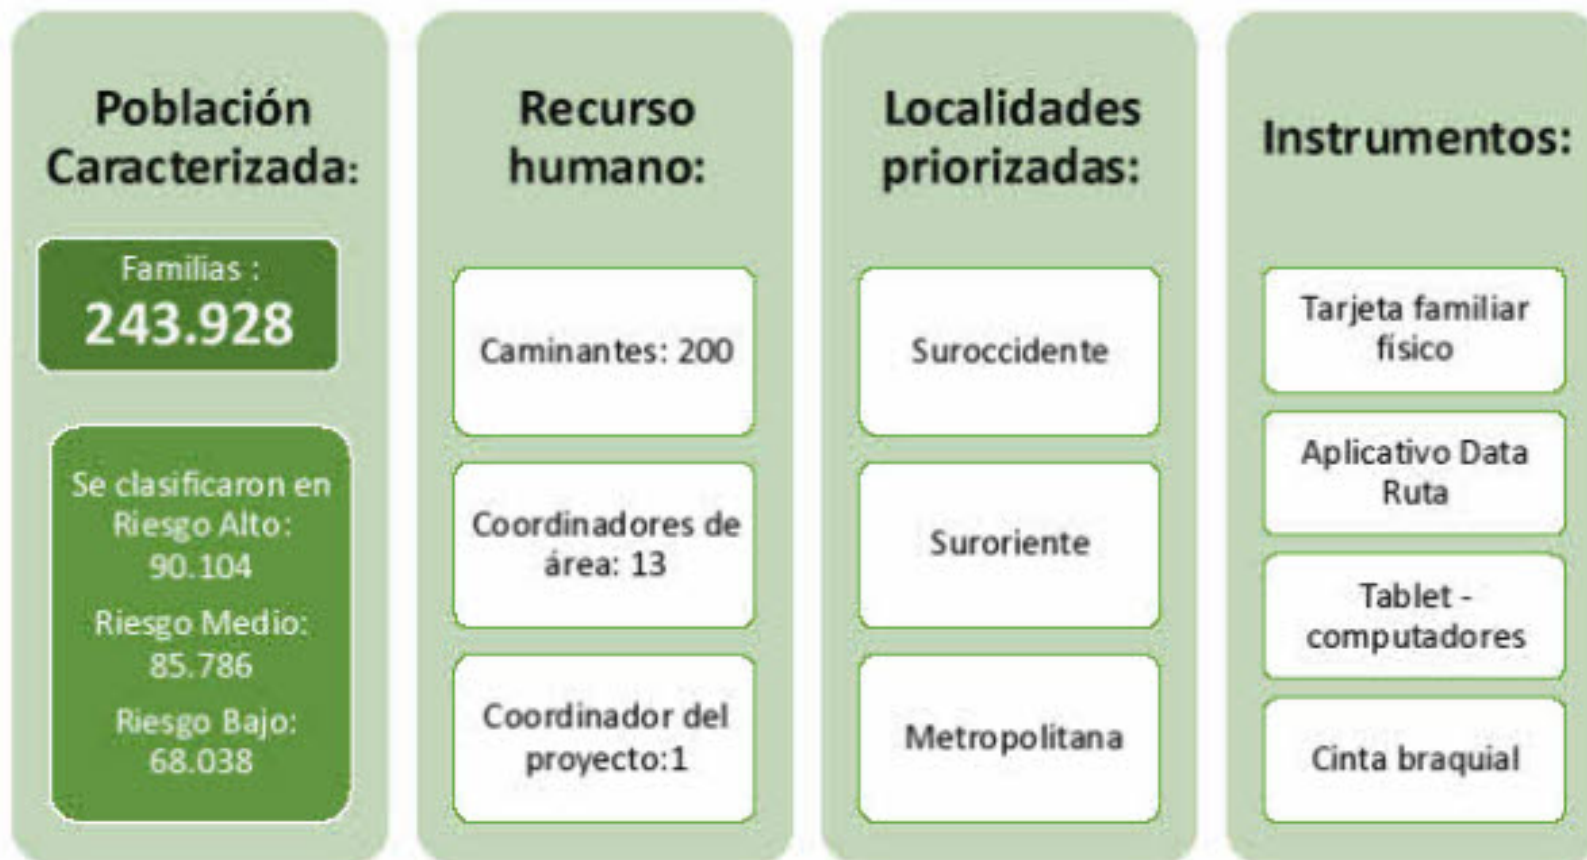 Población
Caracterizada:
Familias :
243.928
Se clasificaron en
Riesgo Alto:
90.104
Riesgo Medio:
85.786
Riesgo Bajo:
68.038
Recurso
humano:
Caminantes: 200
Coordinadores de
área: 13
Coordinador del
proyecto:1
Localidades
priorizadas:
Suroccidente
Suroriente
Metropolitana
Instrumentos:
Tarjeta familiar
físico
Aplicativo Data
Ruta
Tablet -
computadores
Cinta braquial